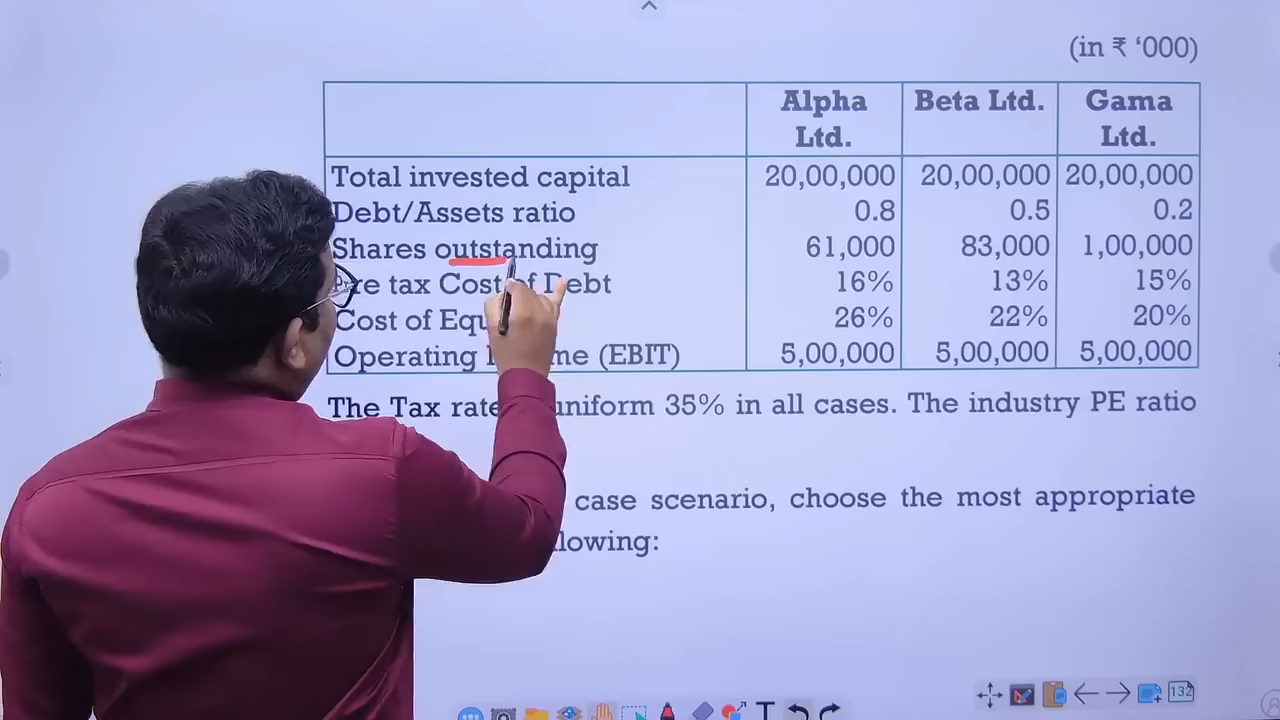 (in ₹ ‘000)
Alpha Ltd. Beta Ltd. Gama Ltd.
Total invested capital 20,00,000 20,00,000 20,00,000
Debt/Assets ratio 0.8 0.5 0.2
Shares outstanding 61,000 83,000 1,00,000
Pre tax Cost of Debt 16% 13% 15%
Cost of 26% 22% 20%
Operating (EBIT) 5,00,000 5,00,000 5,00,000
The Tax rate uniform 35% in all cases. The industry PE ratio
case scenario, choose the most appropriate
132